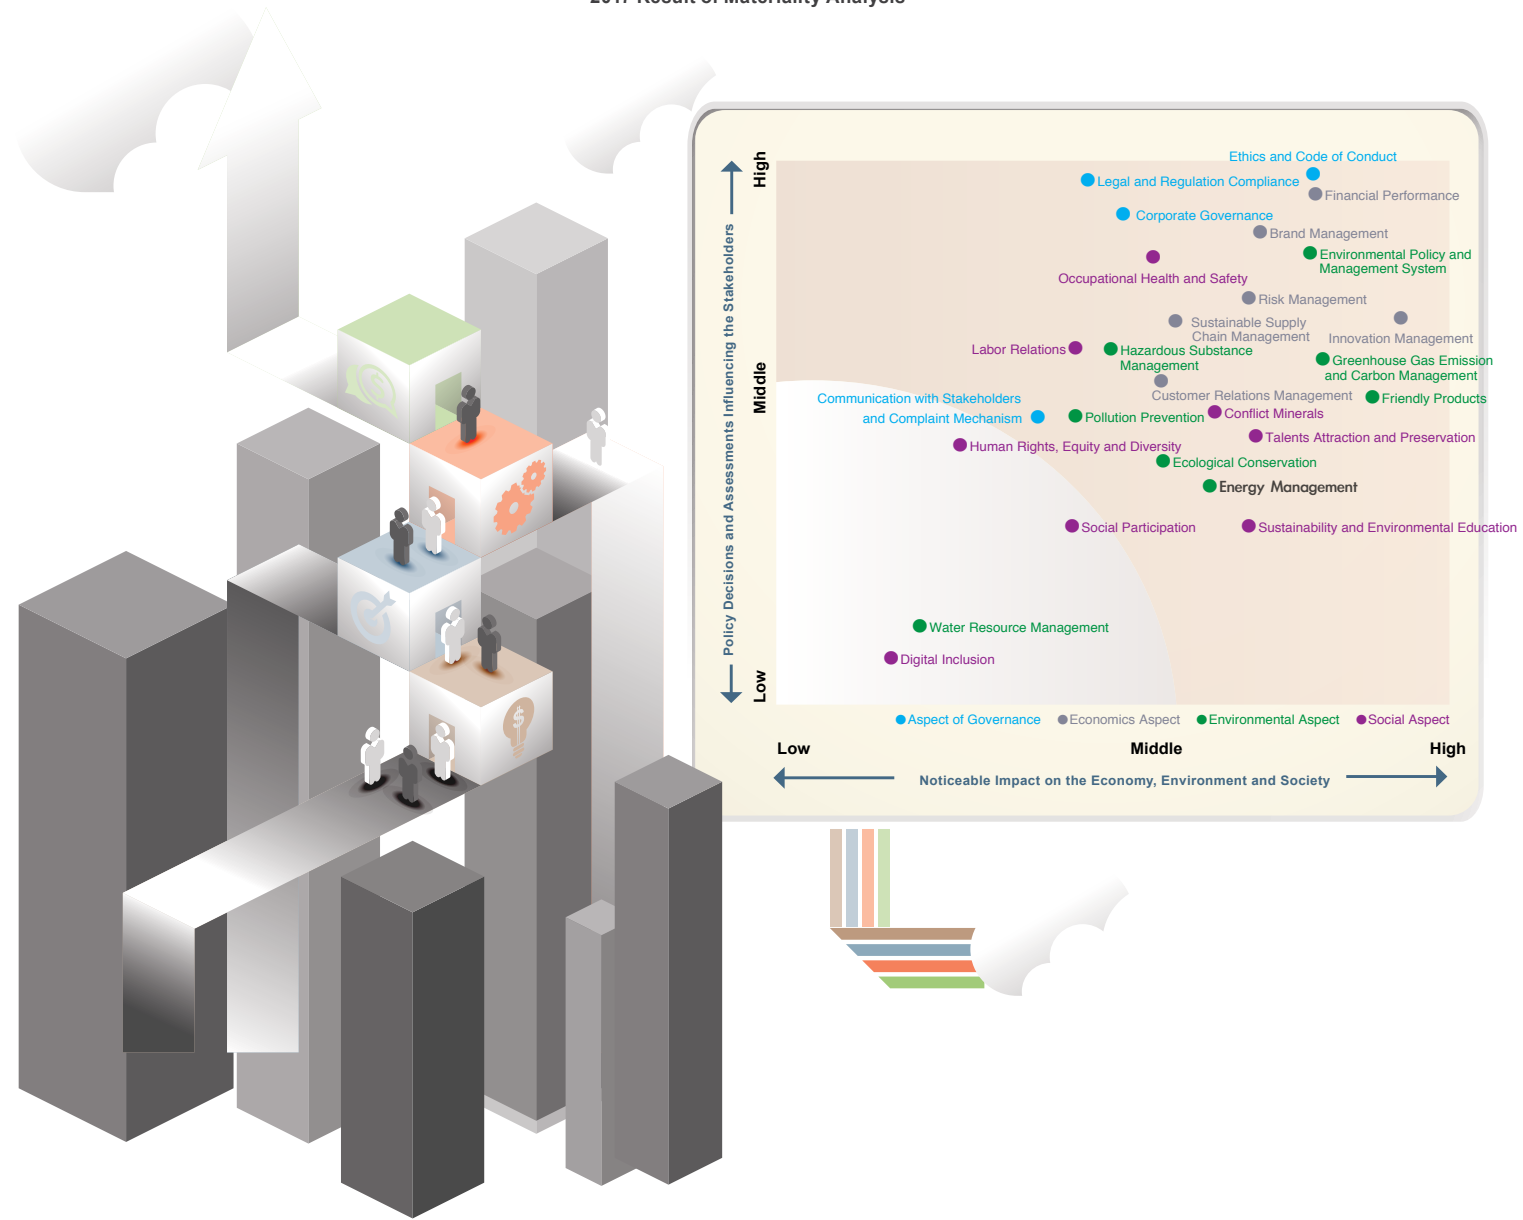 2017 Result of Materiality Analysis
High
Middle
Low
Policy Decisions and Assessments Influencing the Stakeholders
Ethics and Code of Conduct
Legal and Regulation Compliance
Financial Performance
Corporate Governance
Brand Management
Environmental Policy and
Management System
Occupational Health and Safety
Risk Management
Sustainable Supply
Chain Management
Innovation Management
Labor Relations
Hazardous Substance
Management
Greenhouse Gas Emission
and Carbon Management
Customer Relations Management
Friendly Products
Communication with Stakeholders
and Complaint Mechanism
Pollution Prevention
Conflict Minerals
Human Rights, Equity and Diversity
Talents Attraction and Preservation
Ecological Conservation
Energy Management
Social Participation
Sustainability and Environmental Education
Water Resource Management
Digital Inclusion
Aspect of Governance
Economics Aspect
Environmental Aspect
Social Aspect
Low
Middle
High
Noticeable Impact on the Economy, Environment and Society